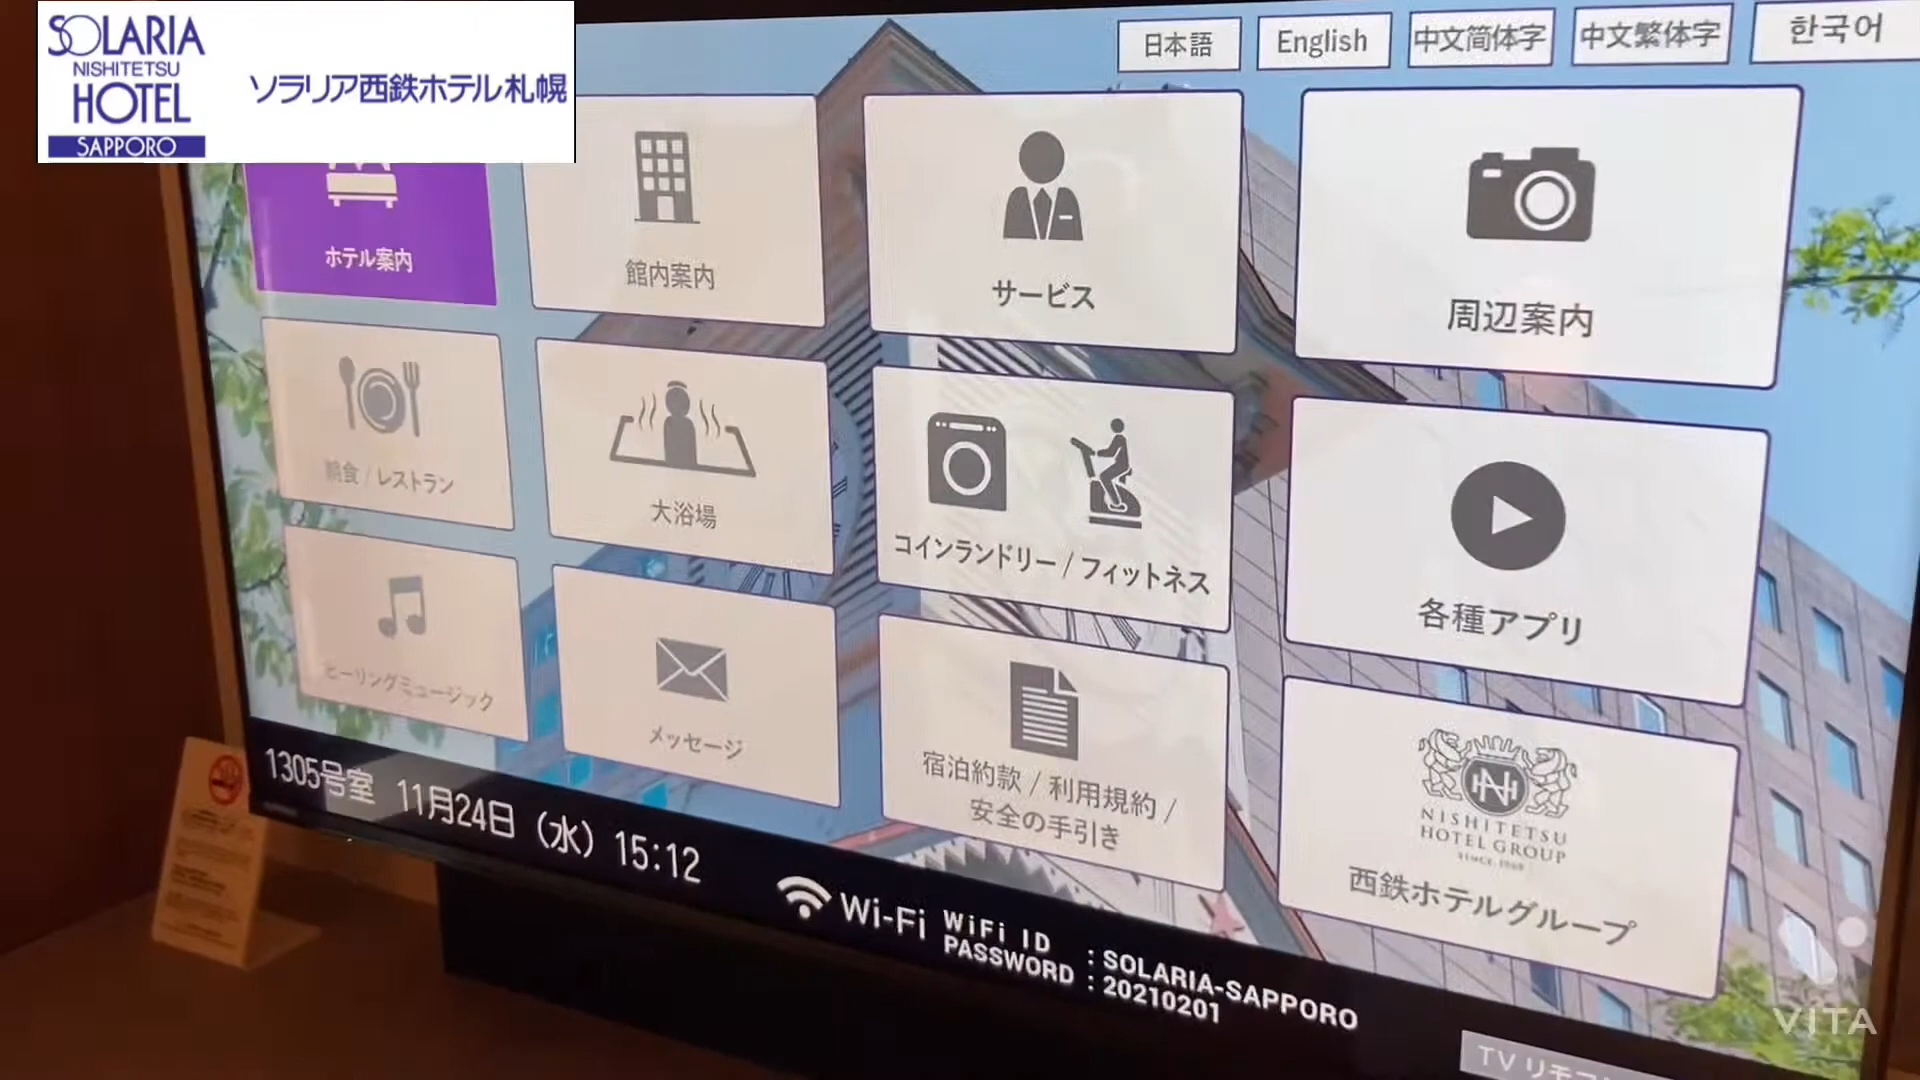 SOLARIA
NISHITETSU
HOTEL
SAPPORO
ソラリア西鉄ホテル札幌
日本語
English
中文简体字
中文繁体字
한국어
ホテル案内
館内案内
サービス
周辺案内
朝食 / レストラン
大浴場
コインランドリー / フィットネス
各種アプリ
ヒーリングミュージック
メッセージ
宿泊約款 / 利用規約 /
安全の手引き
NISHITETSU
HOTEL GROUP
SINCE 1969
西鉄ホテルグループ
1305号室 11月24日 (水) 15:12
Wi-Fi
WiFi ID : SOLARIA-SAPPORO
PASSWORD : 20210201
TV リモコン
VITA